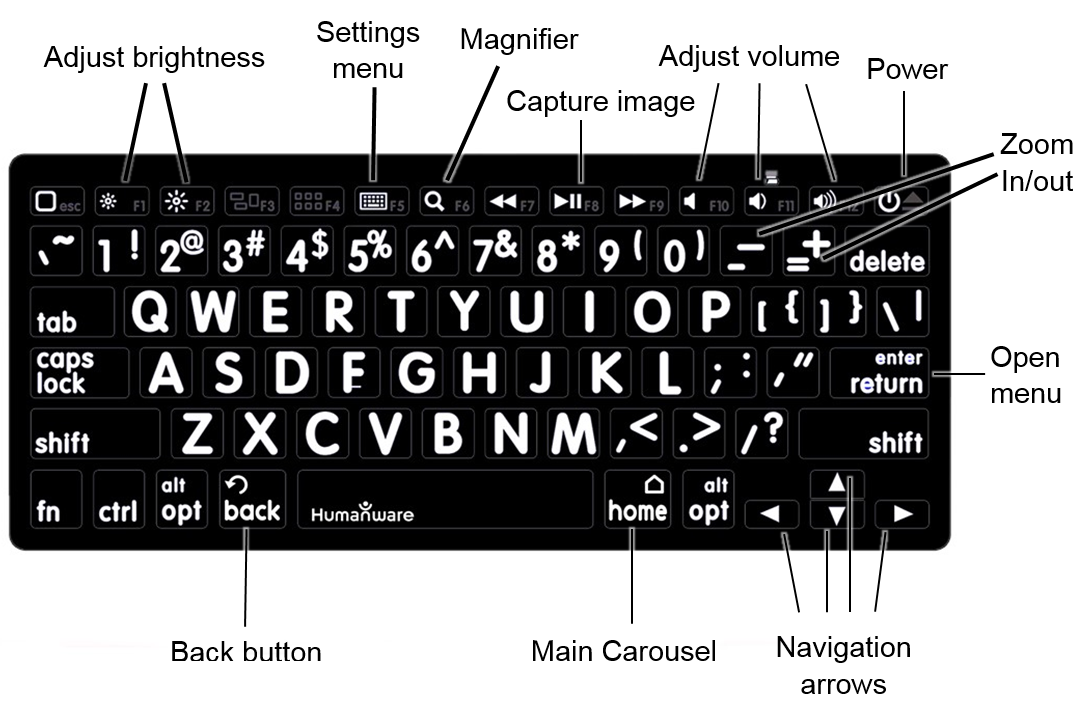 Adjust brightness
Settings
menu
Magnifier
Capture image
Adjust volume
Power
Zoom
In/out
esc F1 F2 F3 F4 F5 F6 F7 F8 F9 F10 F11
` ~ 1 ! 2 @ 3 # 4 $ 5 % 6 ^ 7 & 8 * 9 ( 0 ) - _ = + delete
tab Q W E R T Y U I O P [ { ] } \ |
caps
lock A S D F G H J K L ; : ' " enter
return
Open
menu
shift Z X C V B N M , < . > / ? shift
fn ctrl alt
opt back HumanWare home alt
opt ◀ ▲ ▼ ▶
Back button
Main Carousel
Navigation
arrows